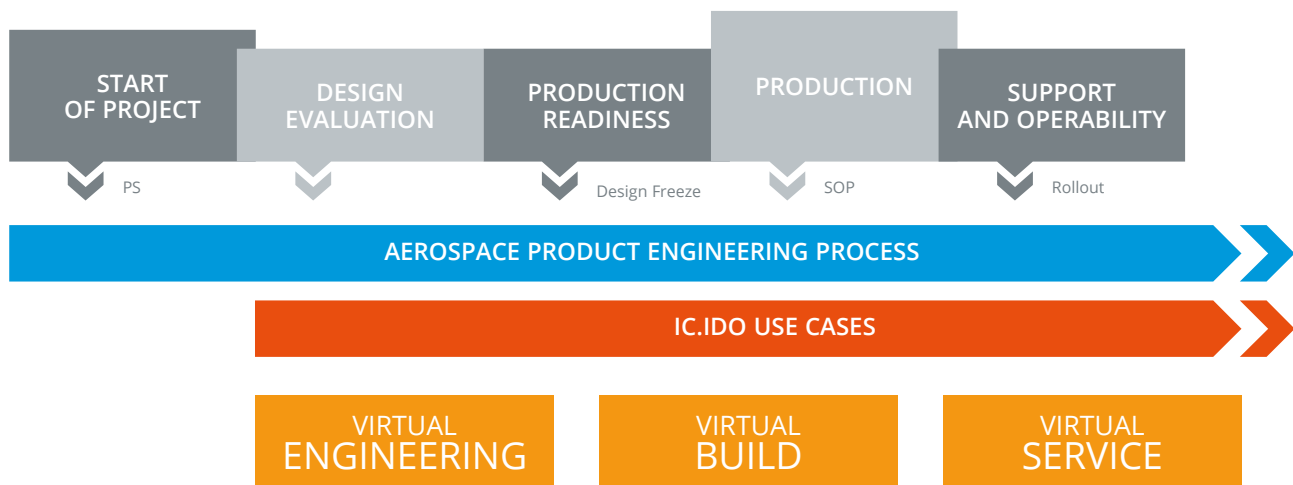 START
OF PROJECT
DESIGN
EVALUATION
PRODUCTION
READINESS
PRODUCTION
SUPPORT
AND OPERABILITY
PS
Design Freeze
SOP
Rollout
AEROSPACE PRODUCT ENGINEERING PROCESS
IC.IDO USE CASES
VIRTUAL
ENGINEERING
VIRTUAL
BUILD
VIRTUAL
SERVICE